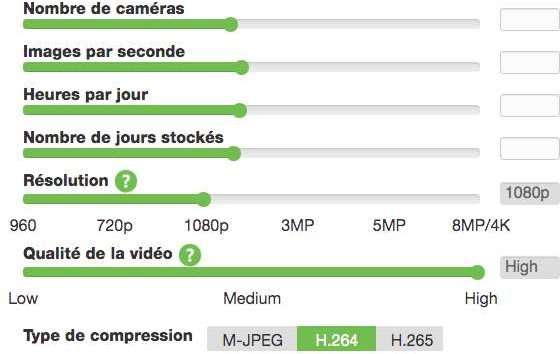 Nombre de caméras
Images par seconde
Heures par jour
Nombre de jours stockés
Résolution ?
1080p
960 720p 1080p 3MP 5MP 8MP/4K
Qualité de la vidéo ?
High
Low Medium High
Type de compression M-JPEG H.264 H.265